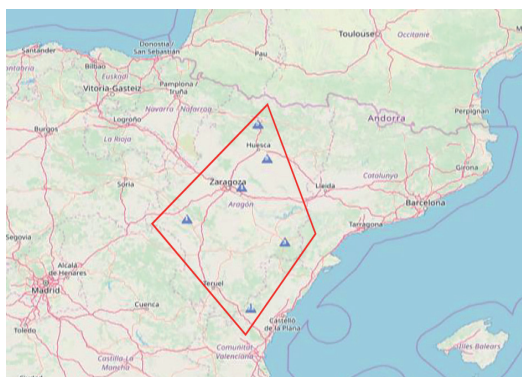 Toulouse
Occitanie
Santander
Donostia /
San Sebastián
Bilbao
Pau
Cantabria
Euskadi
Vitoria-Gasteiz
Pamplona /
Iruña
Perpignan
Navarra / Nafarroa
Andorra
Logroño
Burgos
La Rioja
Huesca
Girona
Catalunya
Soria
Zaragoza
Lleida
Barcelona
Aragón
Tarragona
Segovia
Alcalá
de Henares
Madrid
Teruel
Cuenca
Toledo
Castelló
de la Plana
Castilla-La
Mancha
Comunitat
Valenciana
Illes Balears